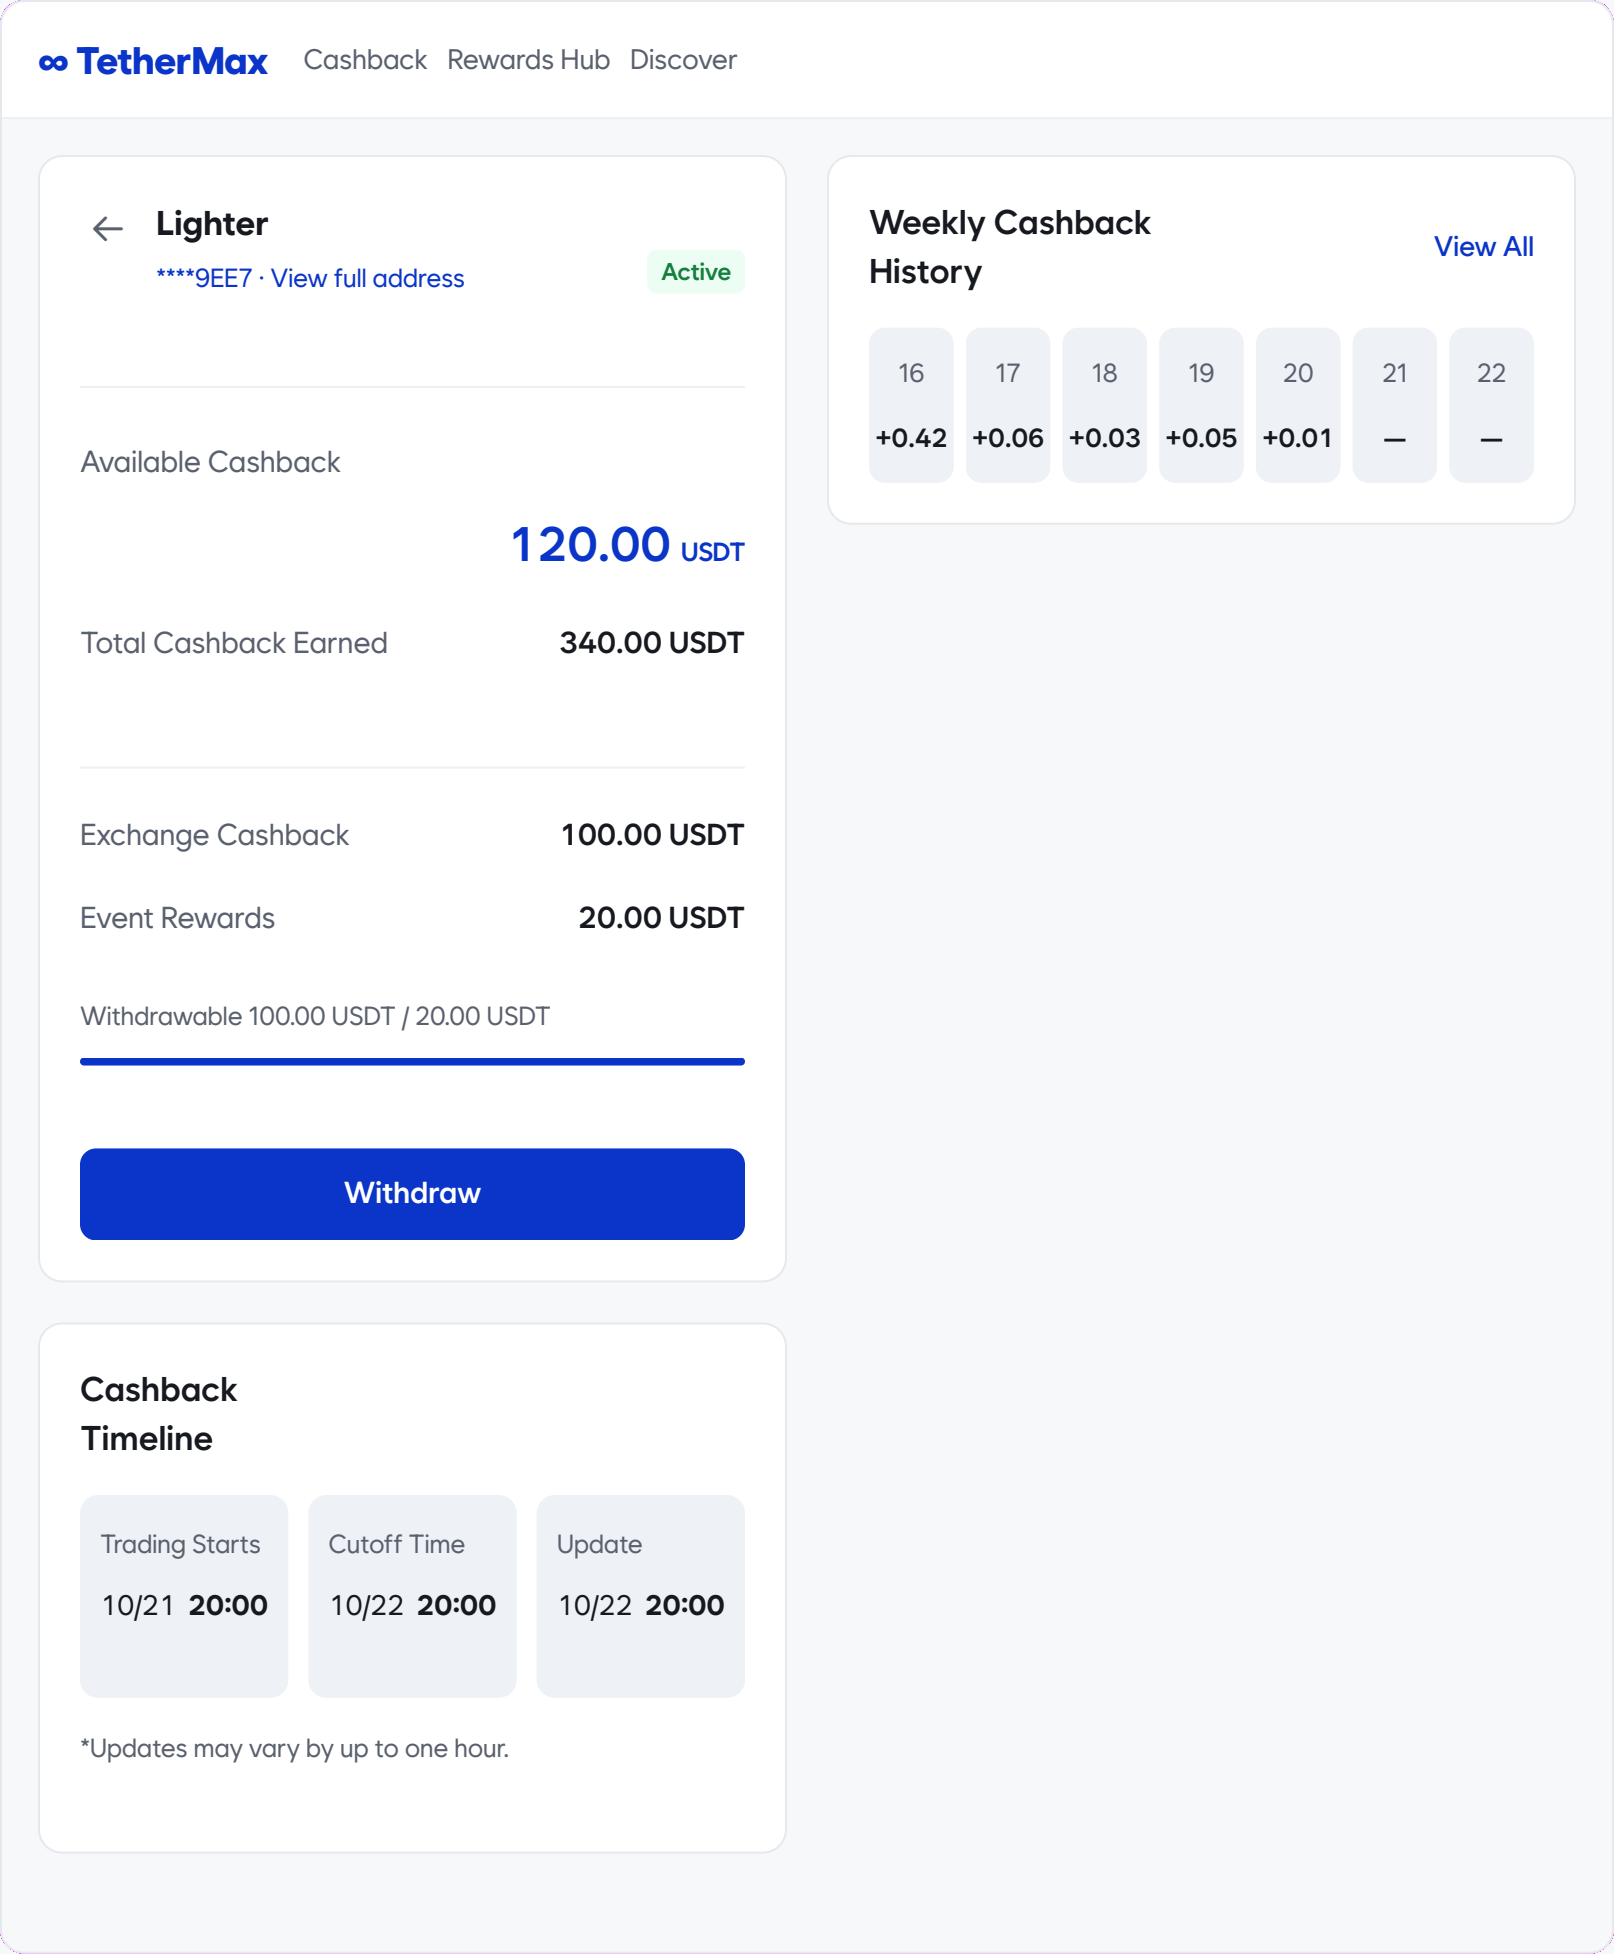 ∞ TetherMax Cashback Rewards Hub Discover
Lighter
****9EE7 · View full address
Active
Available Cashback
120.00 USDT
Total Cashback Earned 340.00 USDT
Exchange Cashback 100.00 USDT
Event Rewards 20.00 USDT
Withdrawable 100.00 USDT / 20.00 USDT
Withdraw
Cashback
Timeline
Trading Starts Cutoff Time Update
10/21 20:00 10/22 20:00 10/22 20:00
*Updates may vary by up to one hour.
Weekly Cashback
History
View All
16 17 18 19 20 21 22
+0.42 +0.06 +0.03 +0.05 +0.01 – –